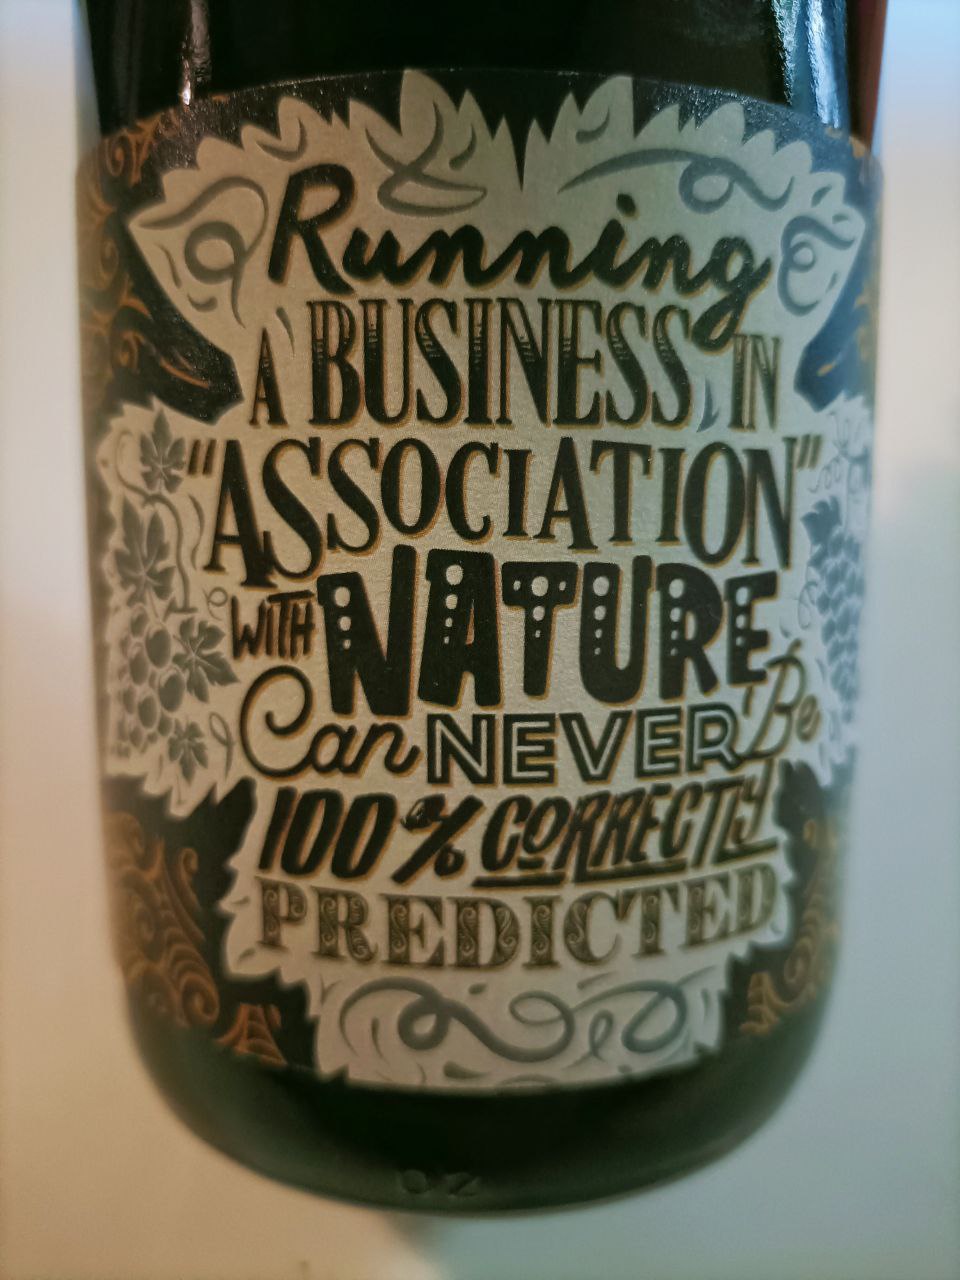 Running
A BUSINESS IN
"ASSOCIATION"
WITH NATURE
Can NEVER Be
100% CORRECTLY
PREDICTED